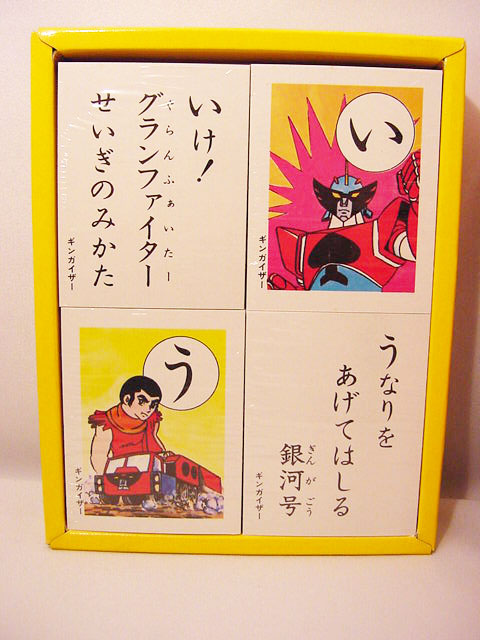 いけ！
グランファイター
ぐらんふぁいたー
せいぎのみかた
ギンガイザー
い
ギンガイザー
う
ギンガイザー
うなりを
あげてはしる
銀河号
ぎんがごう
ギンガイザー